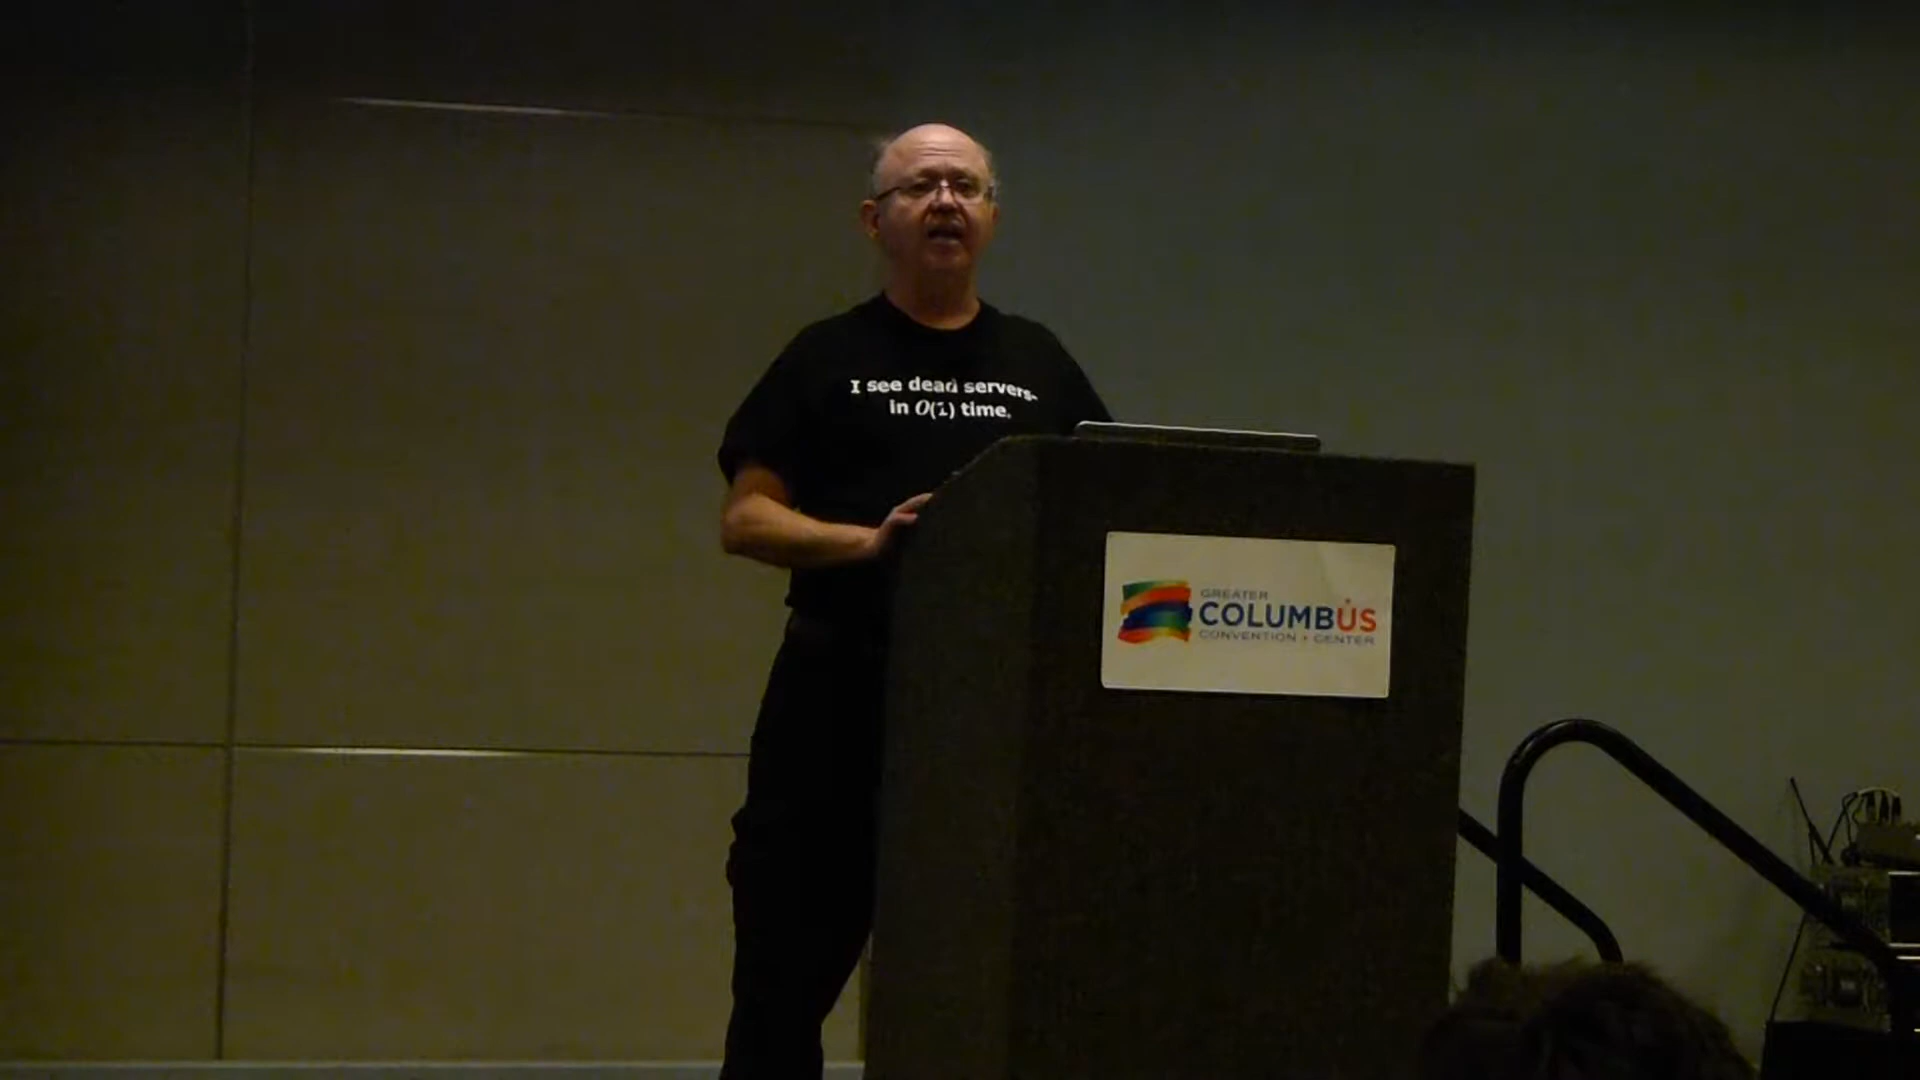 I see dead servers-
in O(1) time.
GREATER
COLUMBUS
CONVENTION • CENTER